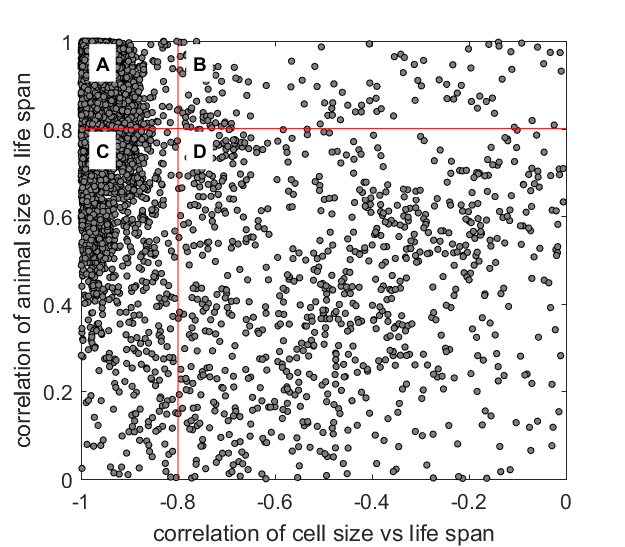 1
A
B
0.8
C
D
0.6
0.4
0.2
0
-1
-0.8
-0.6
-0.4
-0.2
0
correlation of animal size vs life span
correlation of cell size vs life span